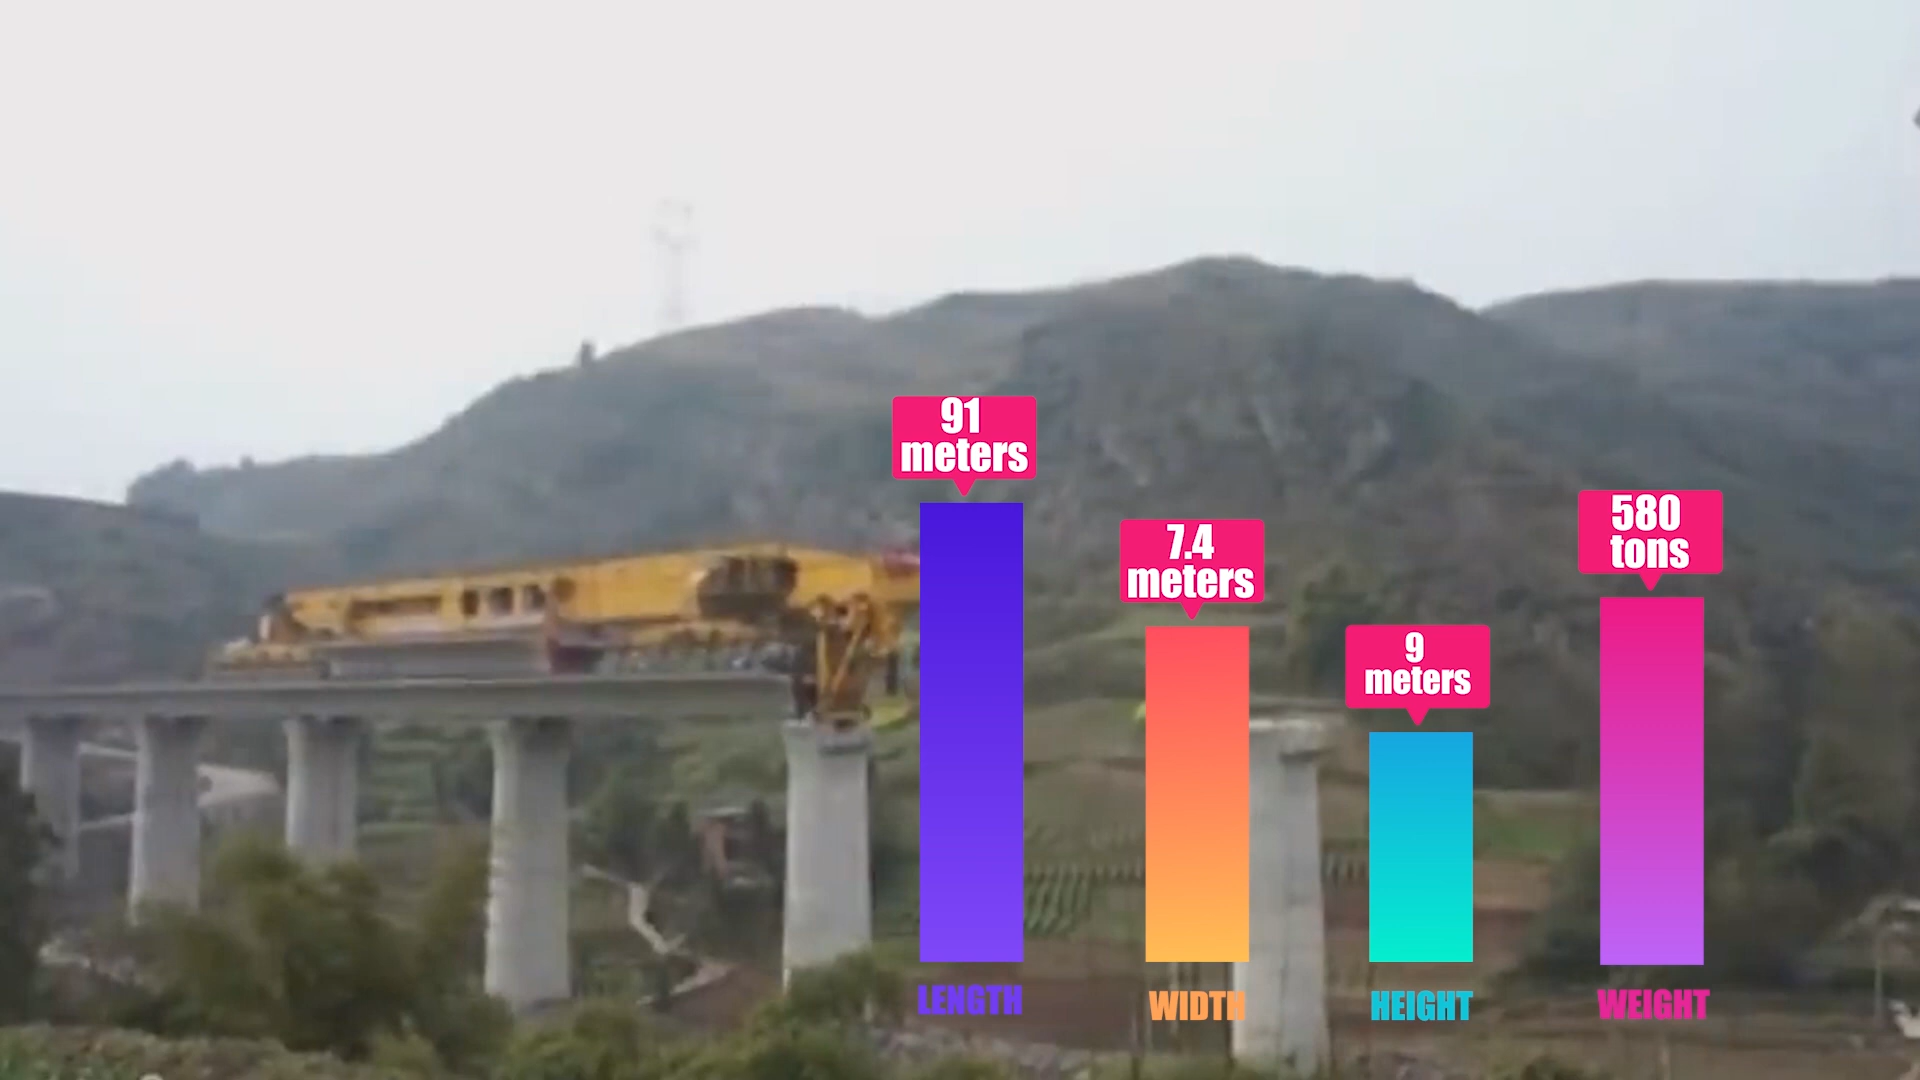 91
meters
7.4
meters
9
meters
580
tons
LENGTH
WIDTH
HEIGHT
WEIGHT